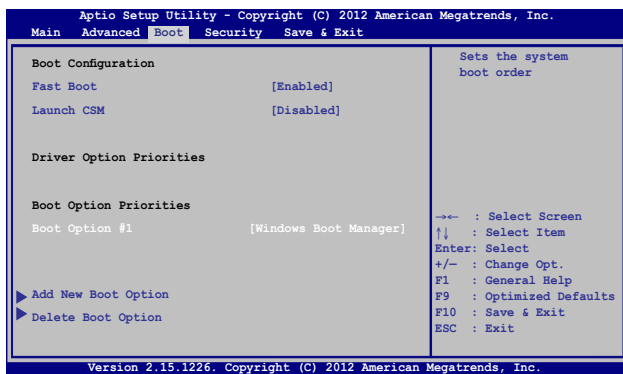 Aptio Setup Utility - Copyright (C) 2012 American Megatrends, Inc.
Main Advanced Boot Security Save & Exit
Boot Configuration
Fast Boot [Enabled]
Launch CSM [Disabled]
Driver Option Priorities
Boot Option Priorities
Boot Option #1 [Windows Boot Manager]
Add New Boot Option
Delete Boot Option
Sets the system
boot order
→← : Select Screen
↑↓ : Select Item
Enter: Select
+/— : Change Opt.
F1 : General Help
F9 : Optimized Defaults
F10 : Save & Exit
ESC : Exit
Version 2.15.1226. Copyright (C) 2012 American Megatrends, Inc.